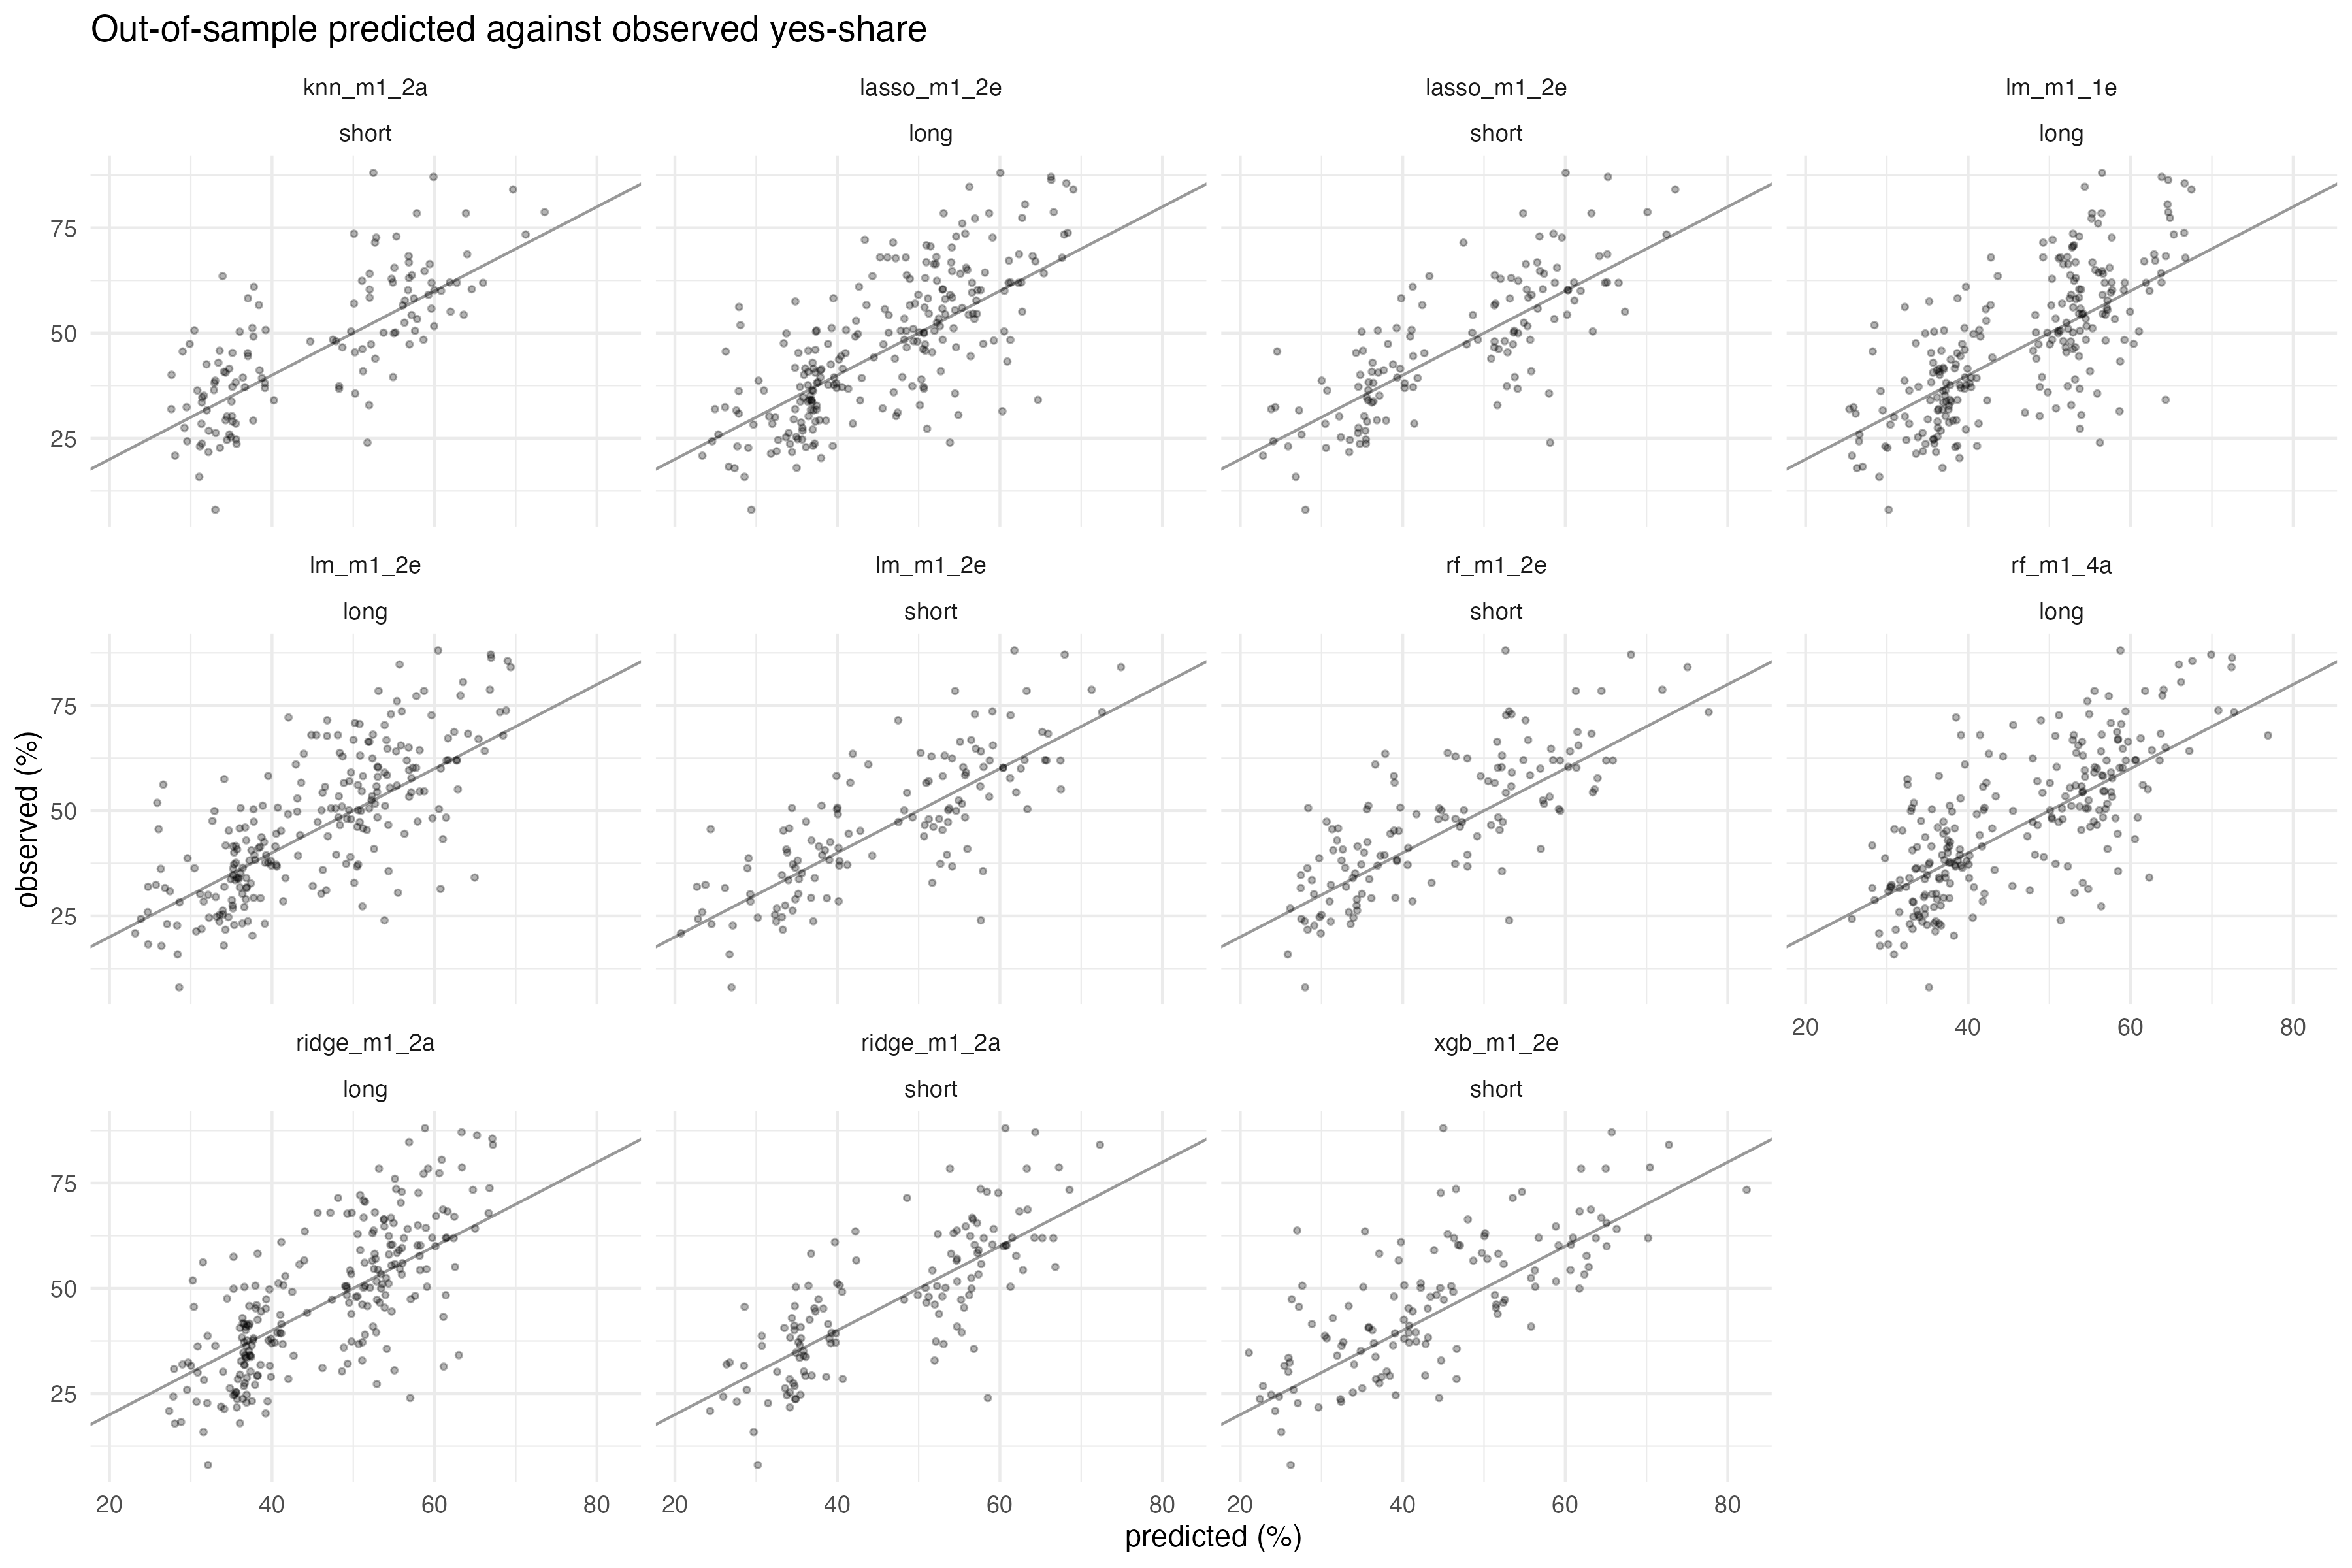 Out-of-sample predicted against observed yes-share
knn_m1_2a
short
lasso_m1_2e
long
lasso_m1_2e
short
lm_m1_1e
long
75
50
25
lm_m1_2e
long
lm_m1_2e
short
rf_m1_2e
short
rf_m1_4a
long
75
50
25
20 40 60 80
ridge_m1_2a
long
ridge_m1_2a
short
xgb_m1_2e
short
75
50
25
20 40 60 80
20 40 60 80
20 40 60 80
observed (%)
predicted (%)